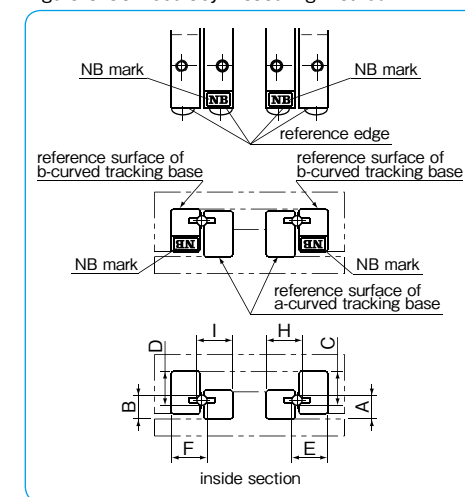 NB mark
NB mark
NB
NB
reference edge
reference surface of
b-curved tracking base
reference surface of
b-curved tracking base
NB
NB
NB mark
NB mark
reference surface of
a-curved tracking base
D
I
H
C
B
A
F
E
inside section